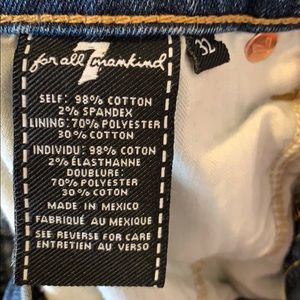 7
for all mankind
32
SELF: 98% COTTON
2% SPANDEX
LINING: 70% POLYESTER
30% COTTON
INDIVIDU: 98% COTON
2% ÉLASTHANNE
DOUBLURE:
70% POLYESTER
30% COTON
MADE IN MEXICO
FABRIQUÉ AU MEXIQUE
SEE REVERSE FOR CARE
ENTRETIEN AU VERSO